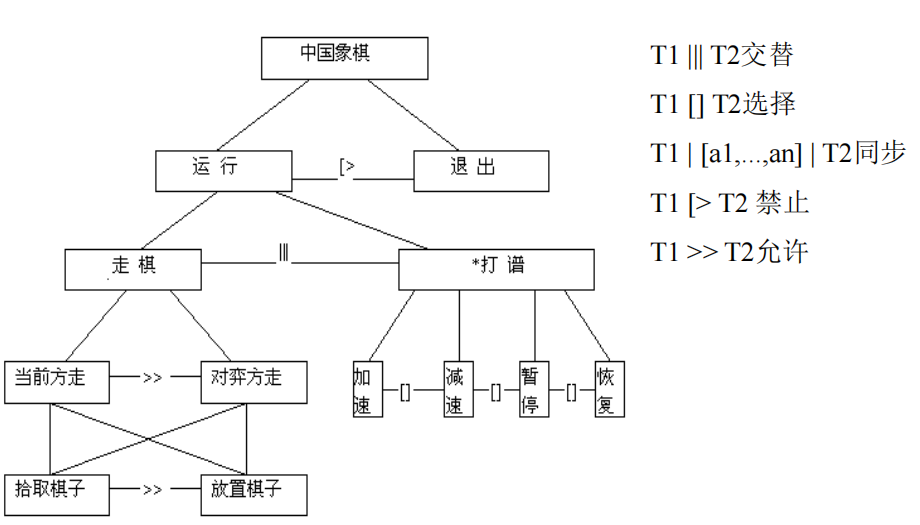 中国象棋
T1 ||| T2交替
T1 [] T2选择
T1 | [a1,...,an] | T2同步
运 行
[>
退 出
T1 [> T2 禁止
T1 >> T2允许
走 棋
|||
*打 谱
当前方走
>>
对弈方走
加速
[]
减速
[]
暂停
[]
恢复
拾取棋子
>>
放置棋子